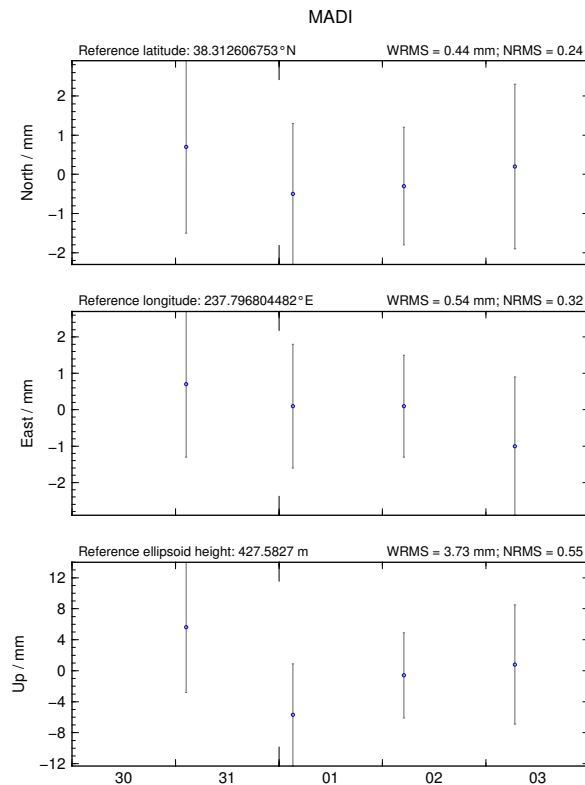 MADI
Reference latitude: 38.312606753°N WRMS = 0.44 mm; NRMS = 0.24
North / mm
2
1
0
−1
−2
Reference longitude: 237.796804482°E WRMS = 0.54 mm; NRMS = 0.32
East / mm
2
1
0
−1
−2
Reference ellipsoid height: 427.5827 m WRMS = 3.73 mm; NRMS = 0.55
Up / mm
12
8
4
0
−4
−8
−12
30 31 01 02 03